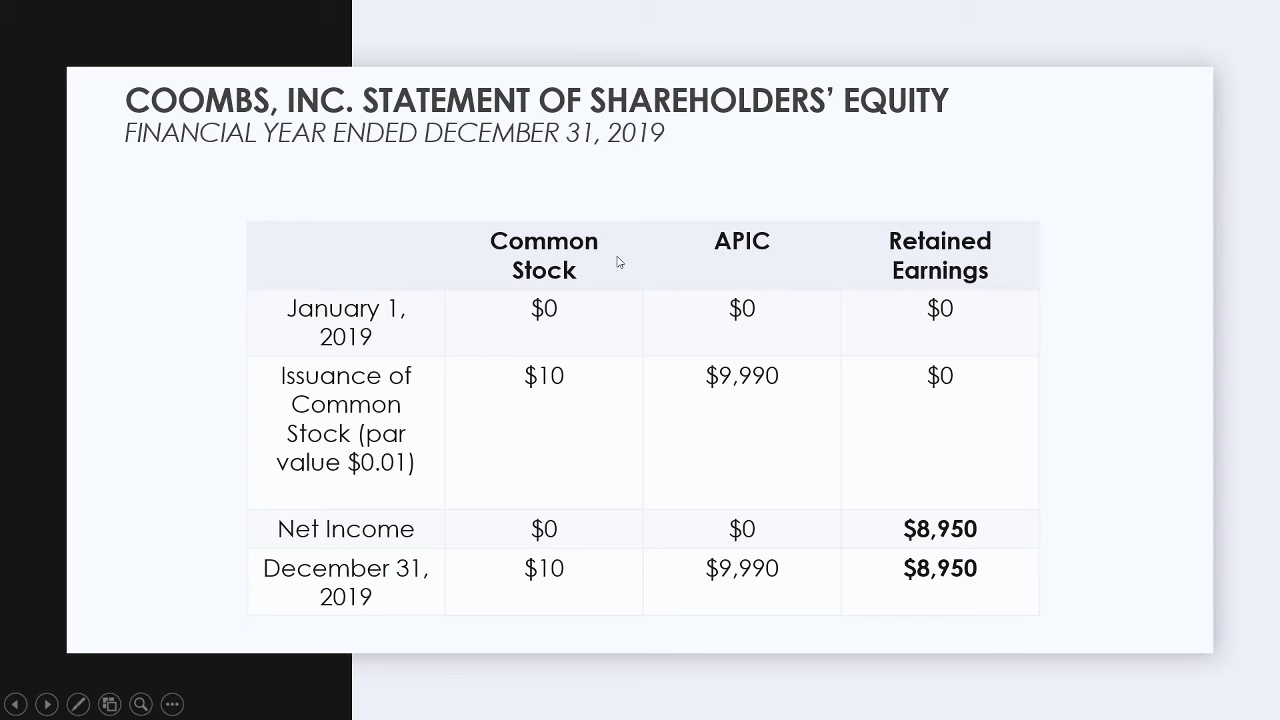 COOMBS, INC. STATEMENT OF SHAREHOLDERS’ EQUITY
FINANCIAL YEAR ENDED DECEMBER 31, 2019
Common
Stock
APIC
Retained
Earnings
January 1,
2019
$0
$0
$0
Issuance of
Common
Stock (par
value $0.01)
$10
$9,990
$0
Net Income
$0
$0
$8,950
December 31,
2019
$10
$9,990
$8,950